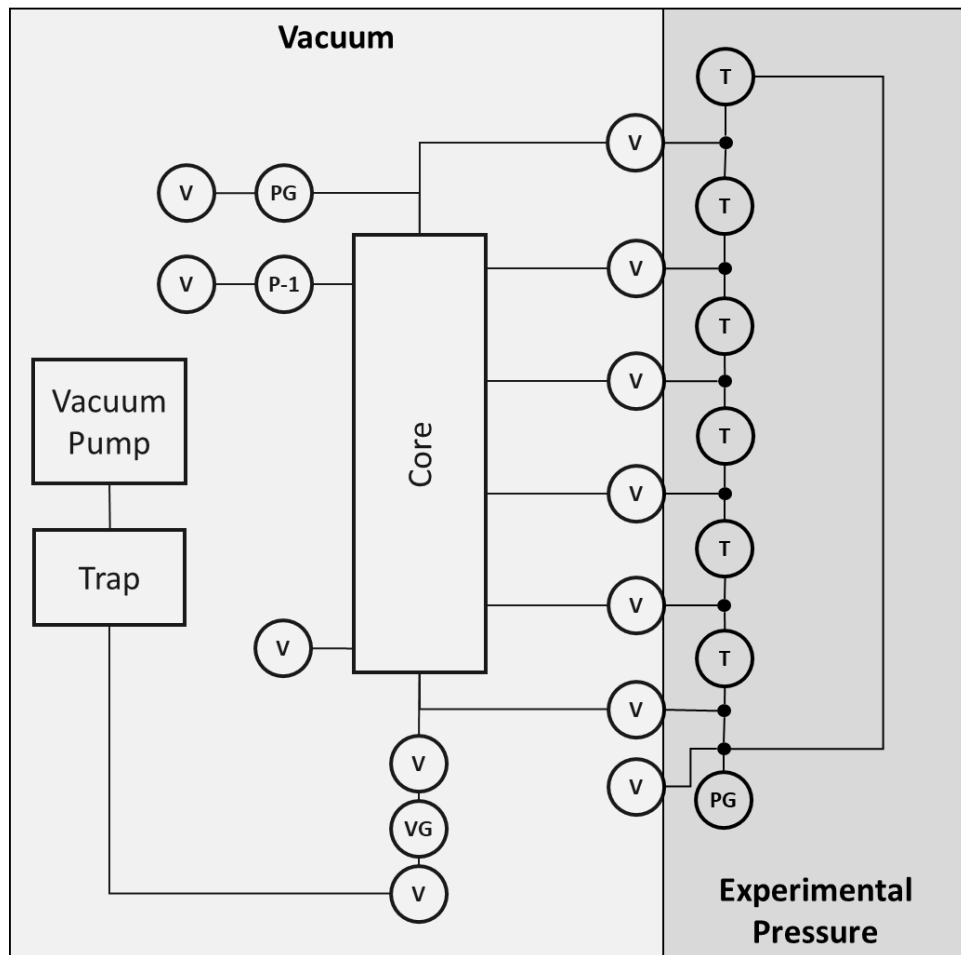 Vacuum
T
V
V
PG
T
V
V
P-1
T
Vacuum
Pump
V
T
Core
V
Trap
T
V
V
T
V
V
V
PG
VG
V
Experimental
Pressure